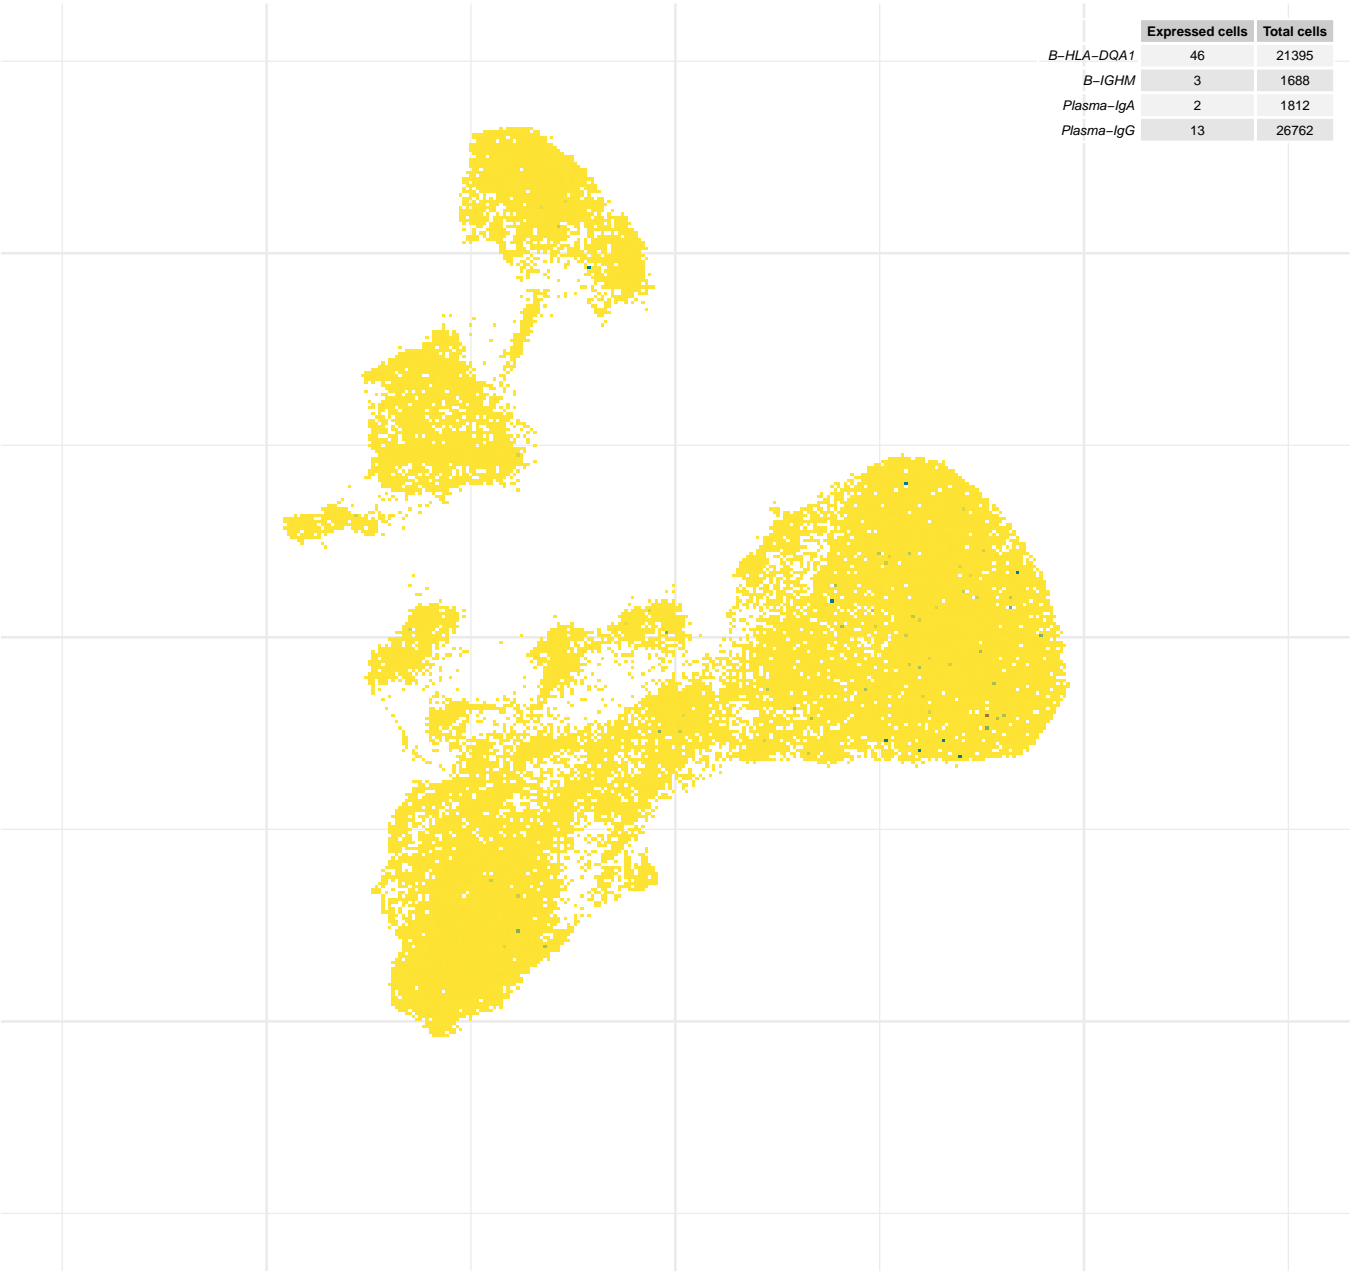 Expressed cells Total cells
B−HLA−DQA1 46 21395
B−IGHM 3 1688
Plasma−IgA 2 1812
Plasma−IgG 13 26762